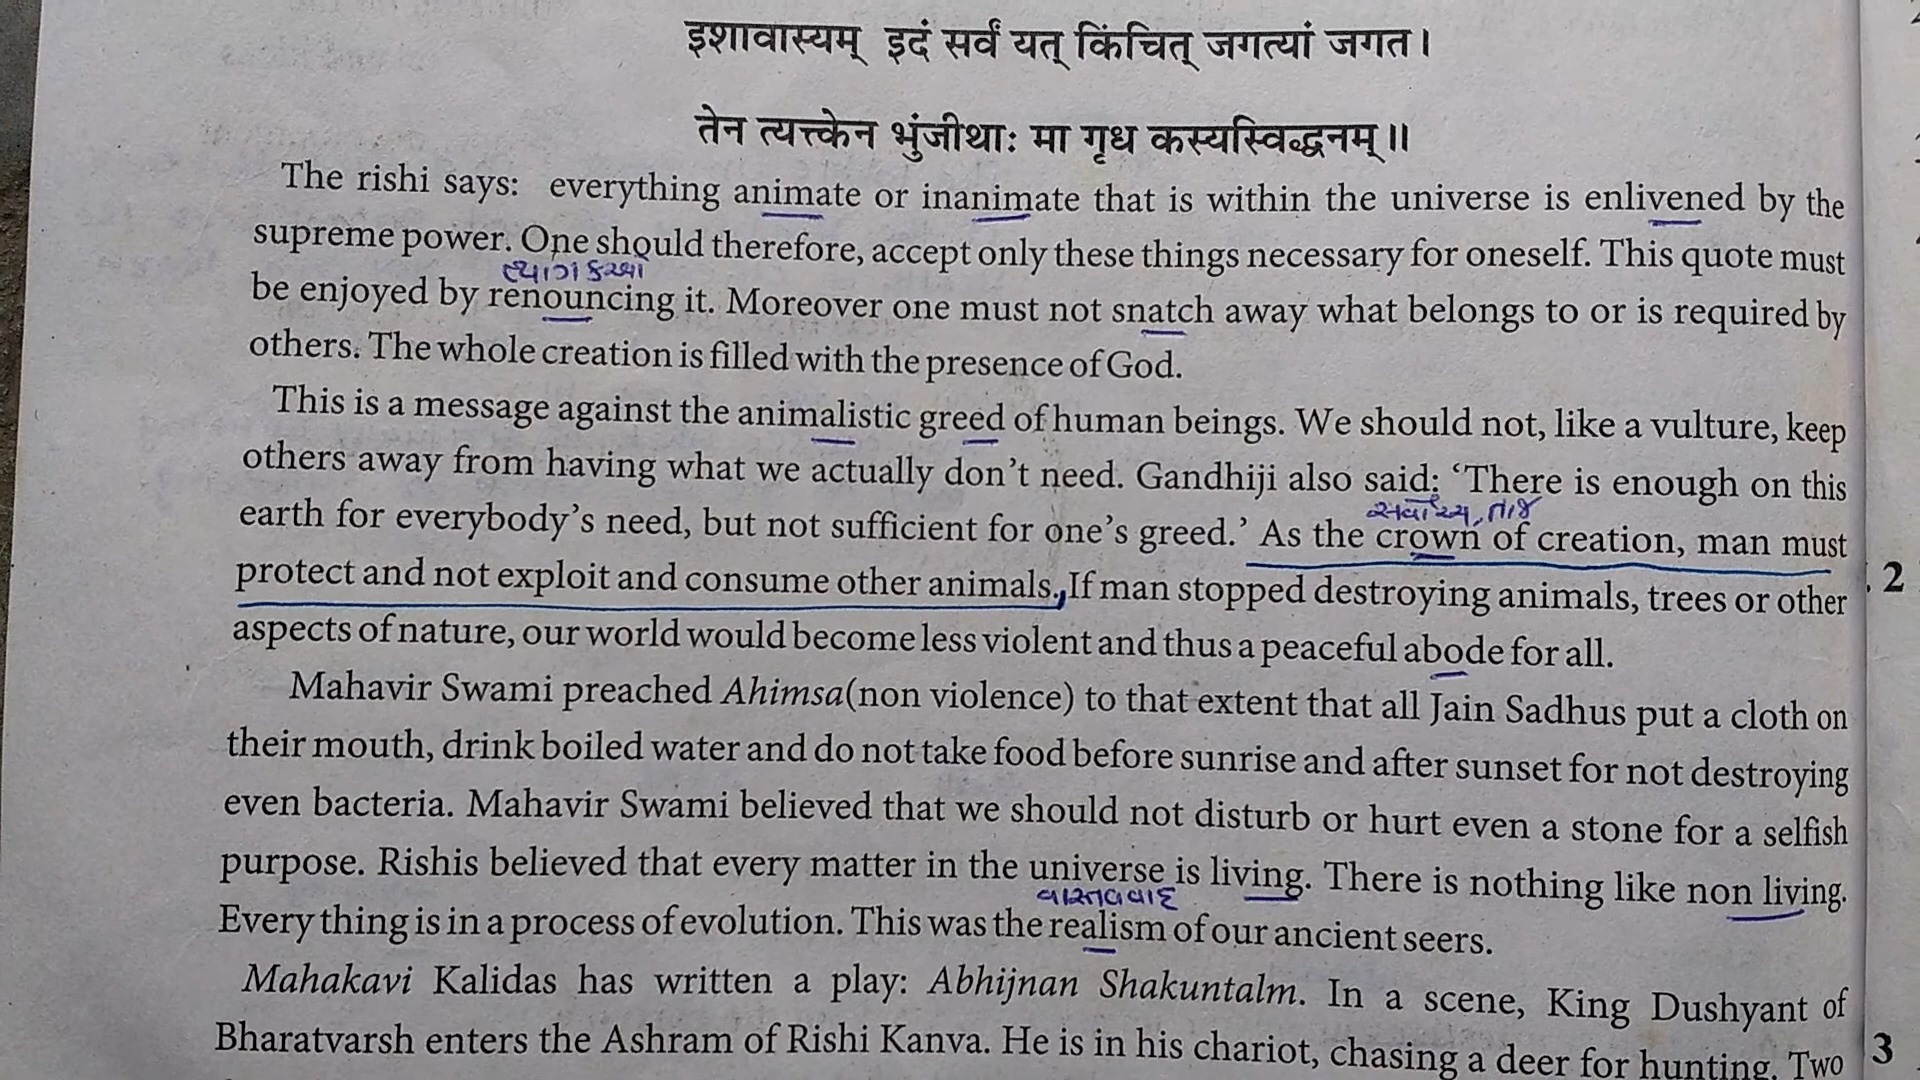 इशावास्यम् इदं सर्वं यत् किंचित् जगत्यां जगत।
तेन त्यत्केन भुंजीथाः मा गृध कस्यस्विद्धनम्॥
The rishi says: everything animate or inanimate that is within the universe is enlivened by the
supreme power. One should therefore, accept only these things necessary for oneself. This quote must
ત્યાગ કરવા
be enjoyed by renouncing it. Moreover one must not snatch away what belongs to or is required by
others. The whole creation is filled with the presence of God.
This is a message against the animalistic greed of human beings. We should not, like a vulture, keep
others away from having what we actually don't need. Gandhiji also said: 'There is enough on this
તાજ
earth for everybody's need, but not sufficient for one's greed.' As the crown of creation, man must
protect and not exploit and consume other animals., If man stopped destroying animals, trees or other
2
aspects of nature, our world would become less violent and thus a peaceful abode for all.
Mahavir Swami preached Ahimsa(non violence) to that extent that all Jain Sadhus put a cloth on
their mouth, drink boiled water and do not take food before sunrise and after sunset for not destroying
even bacteria. Mahavir Swami believed that we should not disturb or hurt even a stone for a selfish
purpose. Rishis believed that every matter in the universe is living. There is nothing like non living.
વાસ્તવવાદ
Every thing is in a process of evolution. This was the realism of our ancient seers.
Mahakavi Kalidas has written a play: Abhijnan Shakuntalm. In a scene, King Dushyant of
Bharatvarsh enters the Ashram of Rishi Kanva. He is in his chariot, chasing a deer for hunting. Two
3